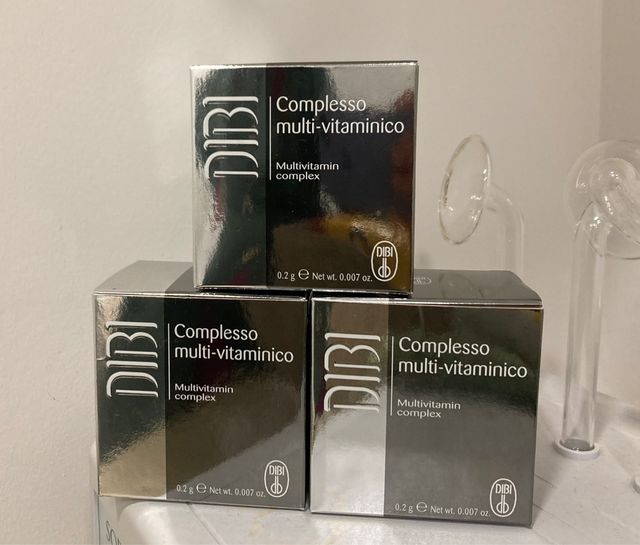 DIBI
Complesso
multi-vitaminico
Multivitamin
complex
0.2 g ℮ Net wt. 0.007 oz.
DIBI
DIBI
Complesso
multi-vitaminico
Multivitamin
complex
0.2 g ℮ Net wt. 0.007 oz.
DIBI
DIBI
Complesso
multi-vitaminico
Multivitamin
complex
0.2 g ℮ Net wt. 0.007 oz.
DIBI